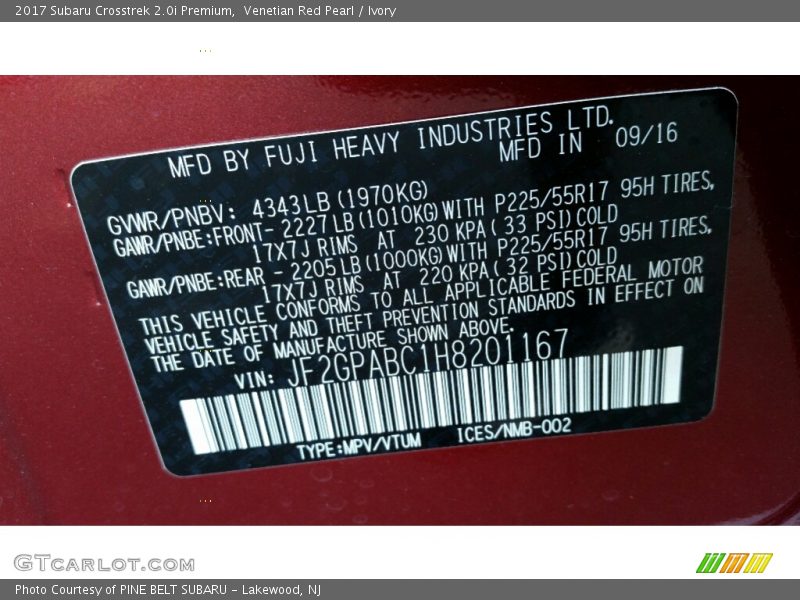 2017 Subaru Crosstrek 2.0i Premium,  Venetian Red Pearl / Ivory
MFD BY FUJI HEAVY INDUSTRIES LTD.
MFD IN 09/16
GVWR/PNBV: 4343LB (1970KG)
GAWR/PNBE:FRONT- 2227 LB (1010KG) WITH P225/55R17 95H TIRES,
17X7J RIMS AT 230 KPA ( 33 PSI) COLD
GAWR/PNBE:REAR - 2205 LB (1000KG) WITH P225/55R17 95H TIRES,
17X7J RIMS AT 220 KPA ( 32 PSI) COLD
THIS VEHICLE CONFORMS TO ALL APPLICABLE FEDERAL MOTOR
VEHICLE SAFETY AND THEFT PREVENTION STANDARDS IN EFFECT ON
THE DATE OF MANUFACTURE SHOWN ABOVE.
VIN: JF2GPABC1H8201167
TYPE:MPV/VTUM ICES/NMB-002
GTCarLot.com
Photo Courtesy of PINE BELT SUBARU - Lakewood, NJ